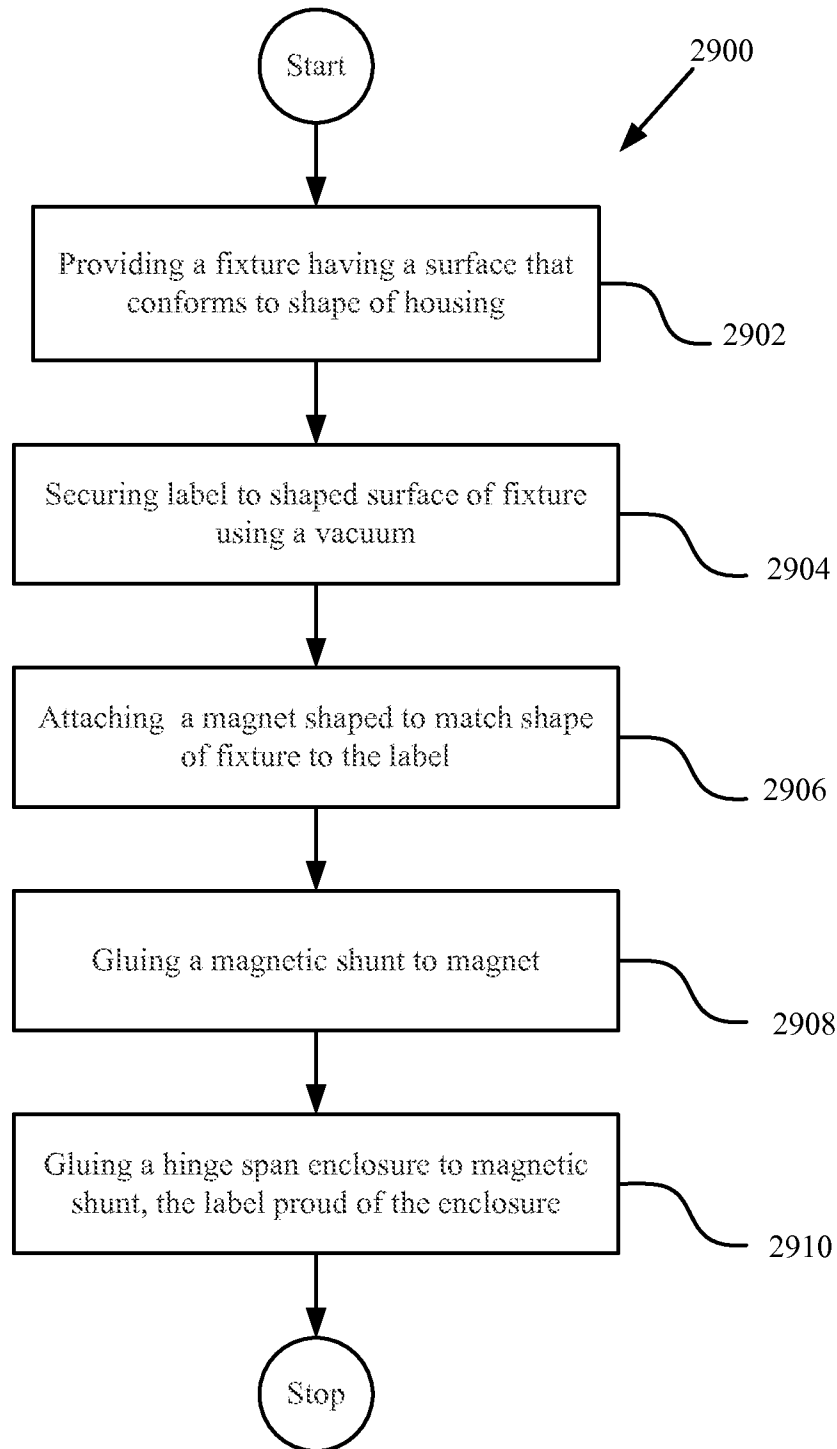 Start
2900
Providing a fixture having a surface that
conforms to shape of housing
2902
Securing label to shaped surface of fixture
using a vacuum
2904
Attaching a magnet shaped to match shape
of fixture to the label
2906
Gluing a magnetic shunt to magnet
2908
Gluing a hinge span enclosure to magnetic
shunt, the label proud of the enclosure
2910
Stop